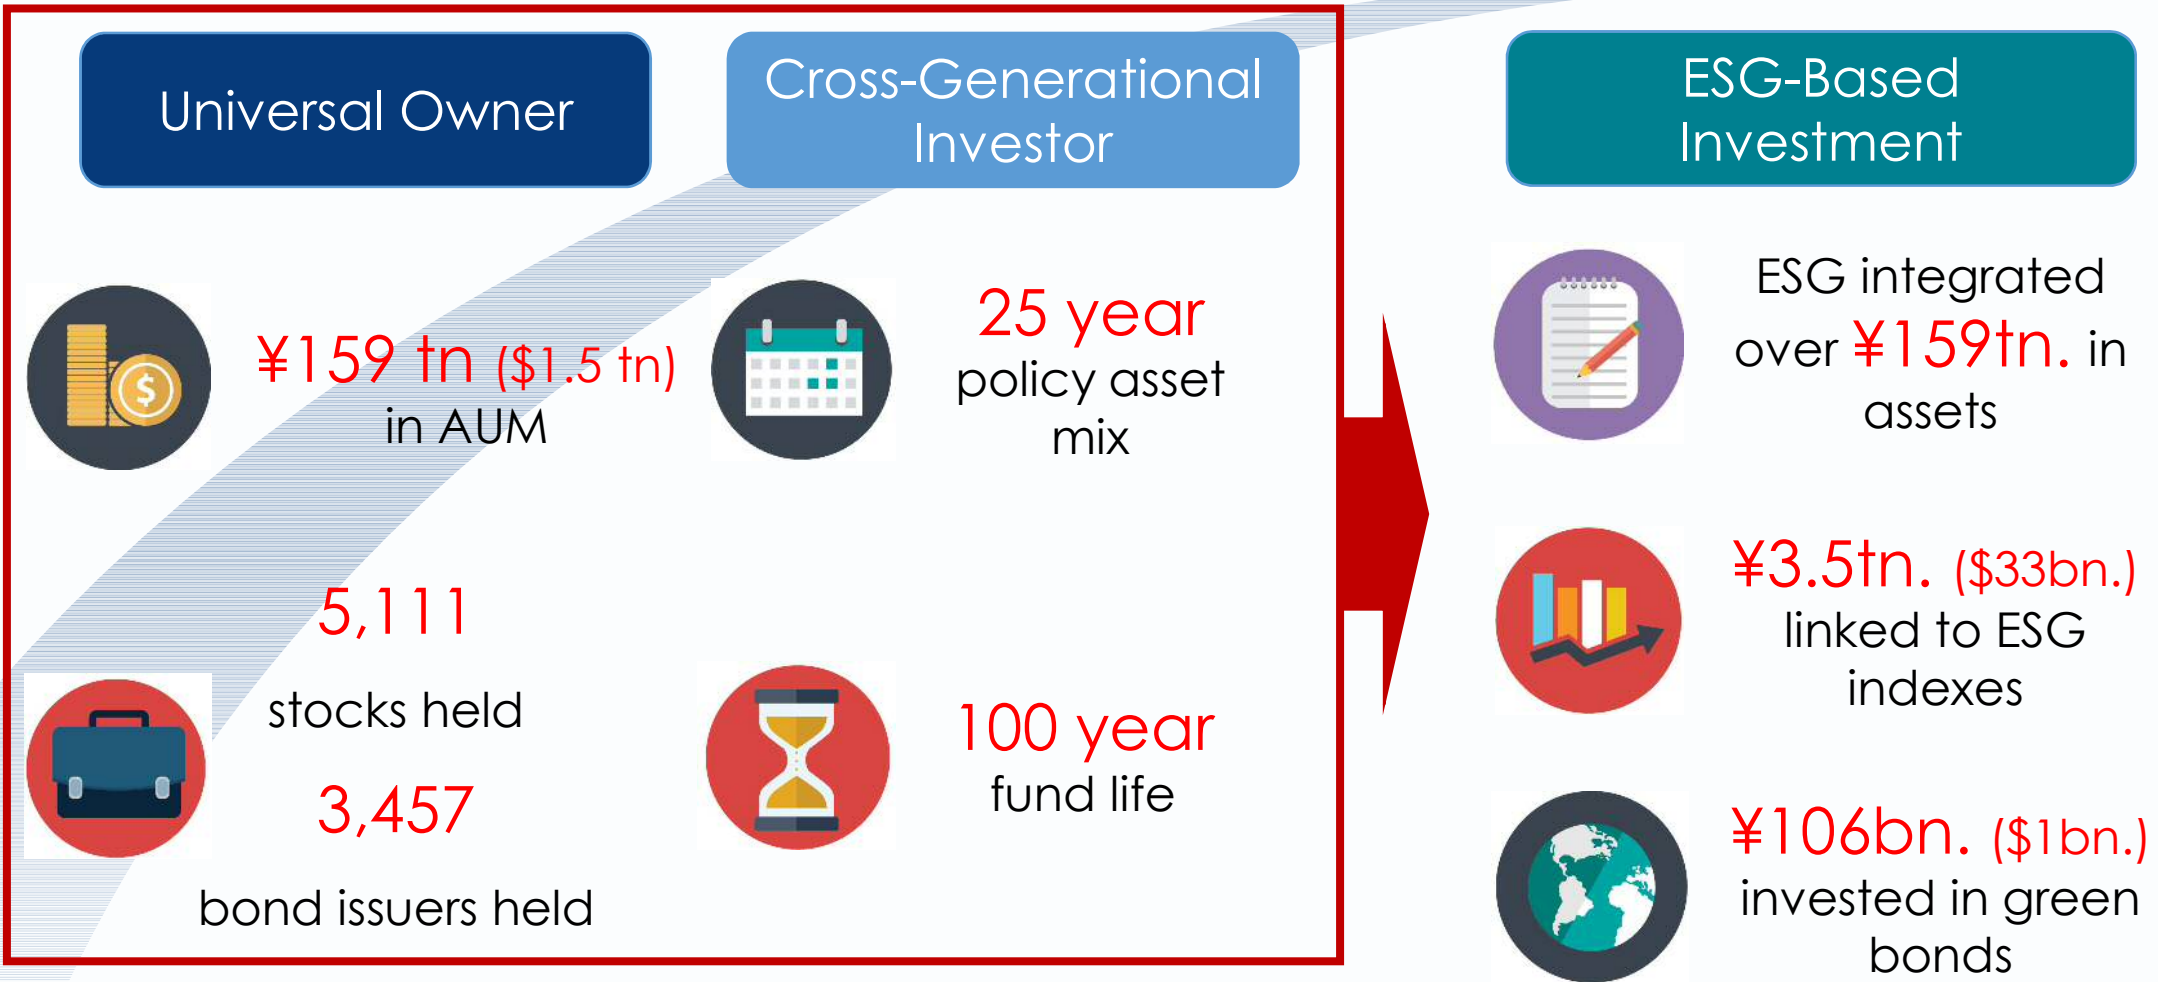 Universal Owner
¥159 tn ($1.5 tn)
in AUM
5,111
stocks held
3,457
bond issuers held
Cross-Generational
Investor
25 year
policy asset
mix
100 year
fund life
ESG-Based
Investment
ESG integrated
over ¥159tn. in
assets
¥3.5tn. ($33bn.)
linked to ESG
indexes
¥106bn. ($1bn.)
invested in green
bonds